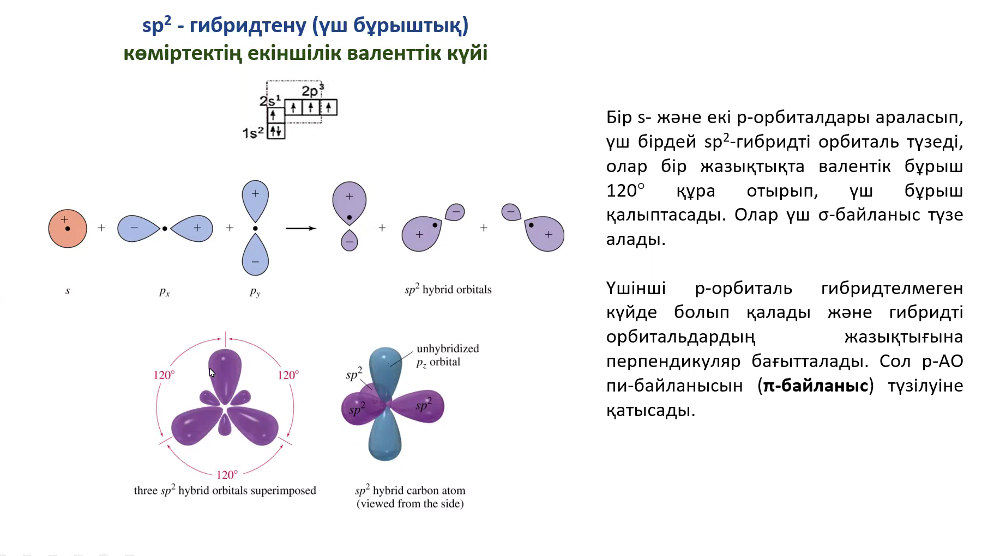 sp² - гибридтену (үш бұрыштық)
көміртектің екіншілік валенттік күйі
2p³
2s¹
1s²
Бір s- және екі p-орбиталдары араласып,
үш бірдей sp²-гибридті орбиталь түзеді,
олар бір жазықтықта валентік бұрыш
120° құра отырып, үш бұрыш
қалыптасады. Олар үш σ-байланыс түзе
алады.
Үшінші р-орбиталь гибридтелмеген
күйде болып қалады және гибридті
орбитальдардың жазықтығына
перпендикуляр бағытталады. Сол р-АО
пи-байланысын (π-байланыс) түзілуіне
қатысады.
+ + − + + + − + − + + − + − +
s
pₓ
p_y
sp² hybrid orbitals
120° 120°
120°
three sp² hybrid orbitals superimposed
unhybridized
p_z orbital
sp²
sp² sp²
sp² hybrid carbon atom
(viewed from the side)